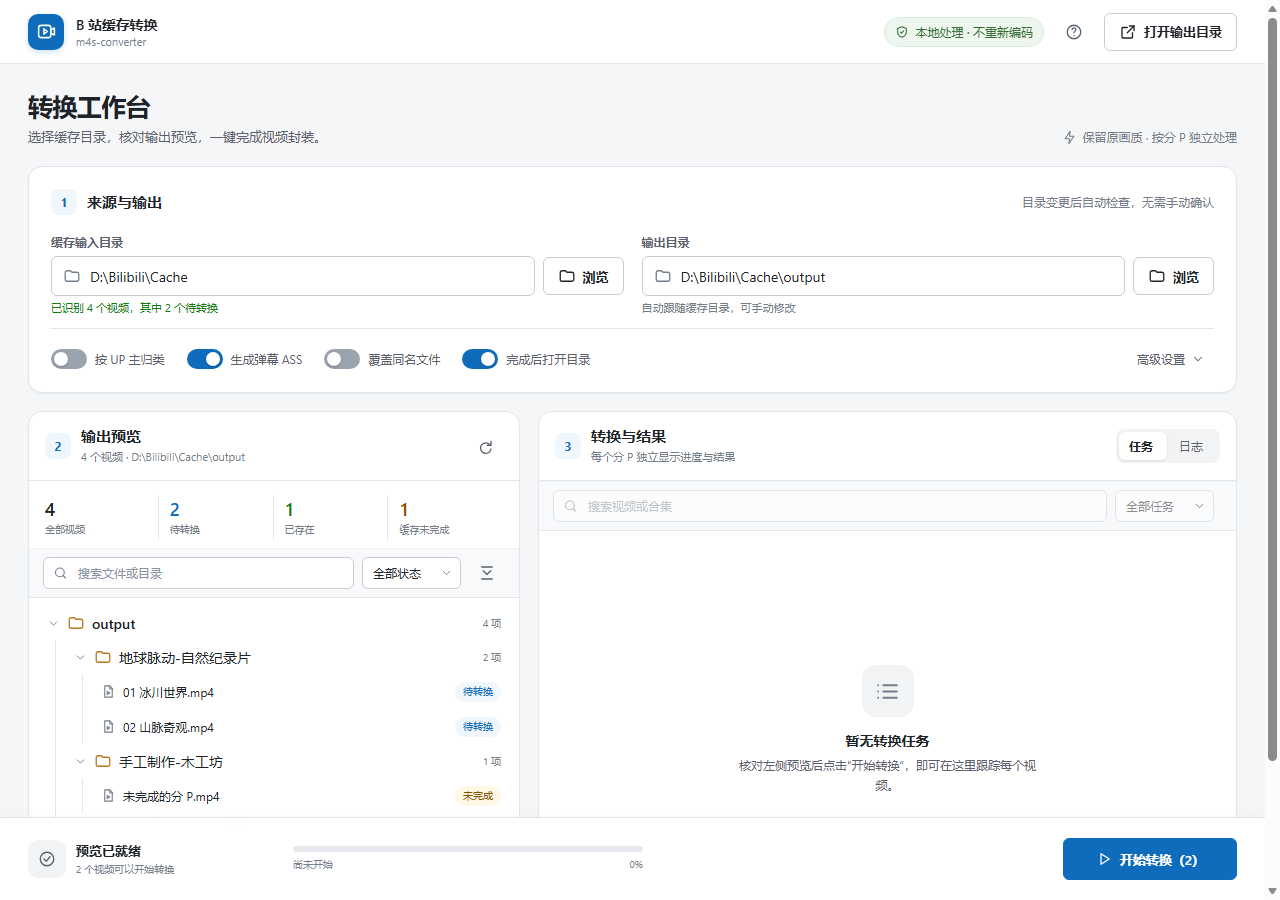 B 站缓存转换
m4s-converter
本地处理 · 不重新编码
打开输出目录
转换工作台
选择缓存目录，核对输出预览，一键完成视频封装。
保留原画质 · 按分 P 独立处理
1
来源与输出
目录变更后自动检查，无需手动确认
缓存输入目录
D:\Bilibili\Cache
浏览
已识别 4 个视频，其中 2 个待转换
输出目录
D:\Bilibili\Cache\output
浏览
自动跟随缓存目录，可手动修改
按 UP 主归类
生成弹幕 ASS
覆盖同名文件
完成后打开目录
高级设置
2
输出预览
4 个视频 · D:\Bilibili\Cache\output
4
全部视频
2
待转换
1
已存在
1
缓存未完成
搜索文件或目录
全部状态
output
4 项
地球脉动-自然纪录片
2 项
01 冰川世界.mp4
待转换
02 山脉奇观.mp4
待转换
手工制作-木工坊
1 项
未完成的分 P.mp4
未完成
3
转换与结果
每个分 P 独立显示进度与结果
任务
日志
搜索视频或合集
全部任务
暂无转换任务
核对左侧预览后点击“开始转换”，即可在这里跟踪每个视
频。
预览已就绪
2 个视频可以开始转换
尚未开始
0%
开始转换（2）